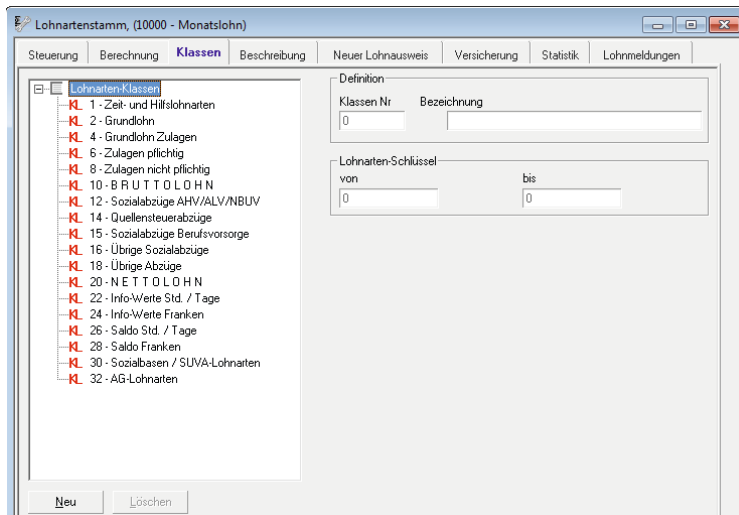 Lohnartenstamm, (10000 - Monatslohn)
Steuerung Berechnung Klassen Beschreibung Neuer Lohnausweis Versicherung Statistik Lohnmeldungen
Lohnarten-Klassen
KL 1 - Zeit- und Hilfslohnarten
KL 2 - Grundlohn
KL 4 - Grundlohn Zulagen
KL 6 - Zulagen pflichtig
KL 8 - Zulagen nicht pflichtig
KL 10 - B R U T T O L O H N
KL 12 - Sozialabzüge AHV/ALV/NBUV
KL 14 - Quellensteuerabzüge
KL 15 - Sozialabzüge Berufsvorsorge
KL 16 - Übrige Sozialabzüge
KL 18 - Übrige Abzüge
KL 20 - N E T T O L O H N
KL 22 - Info-Werte Std. / Tage
KL 24 - Info-Werte Franken
KL 26 - Saldo Std. / Tage
KL 28 - Saldo Franken
KL 30 - Sozialbasen / SUVA-Lohnarten
KL 32 - AG-Lohnarten
Definition
Klassen Nr Bezeichnung
0
Lohnarten-Schlüssel
von bis
0 0
Neu Löschen